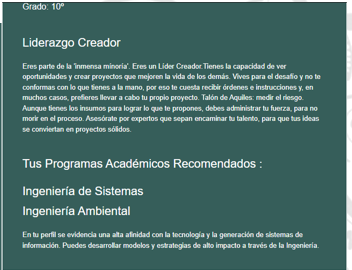 Grado: 10º
Liderazgo Creador
Eres parte de la 'inmensa minoría'. Eres un Líder Creador.Tienes la capacidad de ver
oportunidades y crear proyectos que mejoren la vida de los demás. Vives para el desafío y no te
conformas con lo que tienes a la mano, por eso te cuesta recibir órdenes e instrucciones y, en
muchos casos, prefieres llevar a cabo tu propio proyecto. Talón de Aquiles: medir el riesgo.
Aunque tienes los insumos para lograr lo que te propones, debes administrar tu fuerza, para no
morir en el proceso. Asesórate por expertos que sepan encaminar tu talento, para que tus ideas
se conviertan en proyectos sólidos.
Tus Programas Académicos Recomendados :
Ingeniería de Sistemas
Ingeniería Ambiental
En tu perfil se evidencia una alta afinidad con la tecnología y la generación de sistemas de
información. Puedes desarrollar modelos y estrategias de alto impacto a través de la Ingeniería.